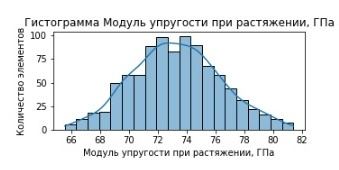 Гистограмма Модуль упругости при растяжении, ГПа
Количество элементов
100
75
50
25
0
66 68 70 72 74 76 78 80 82
Модуль упругости при растяжении, ГПа